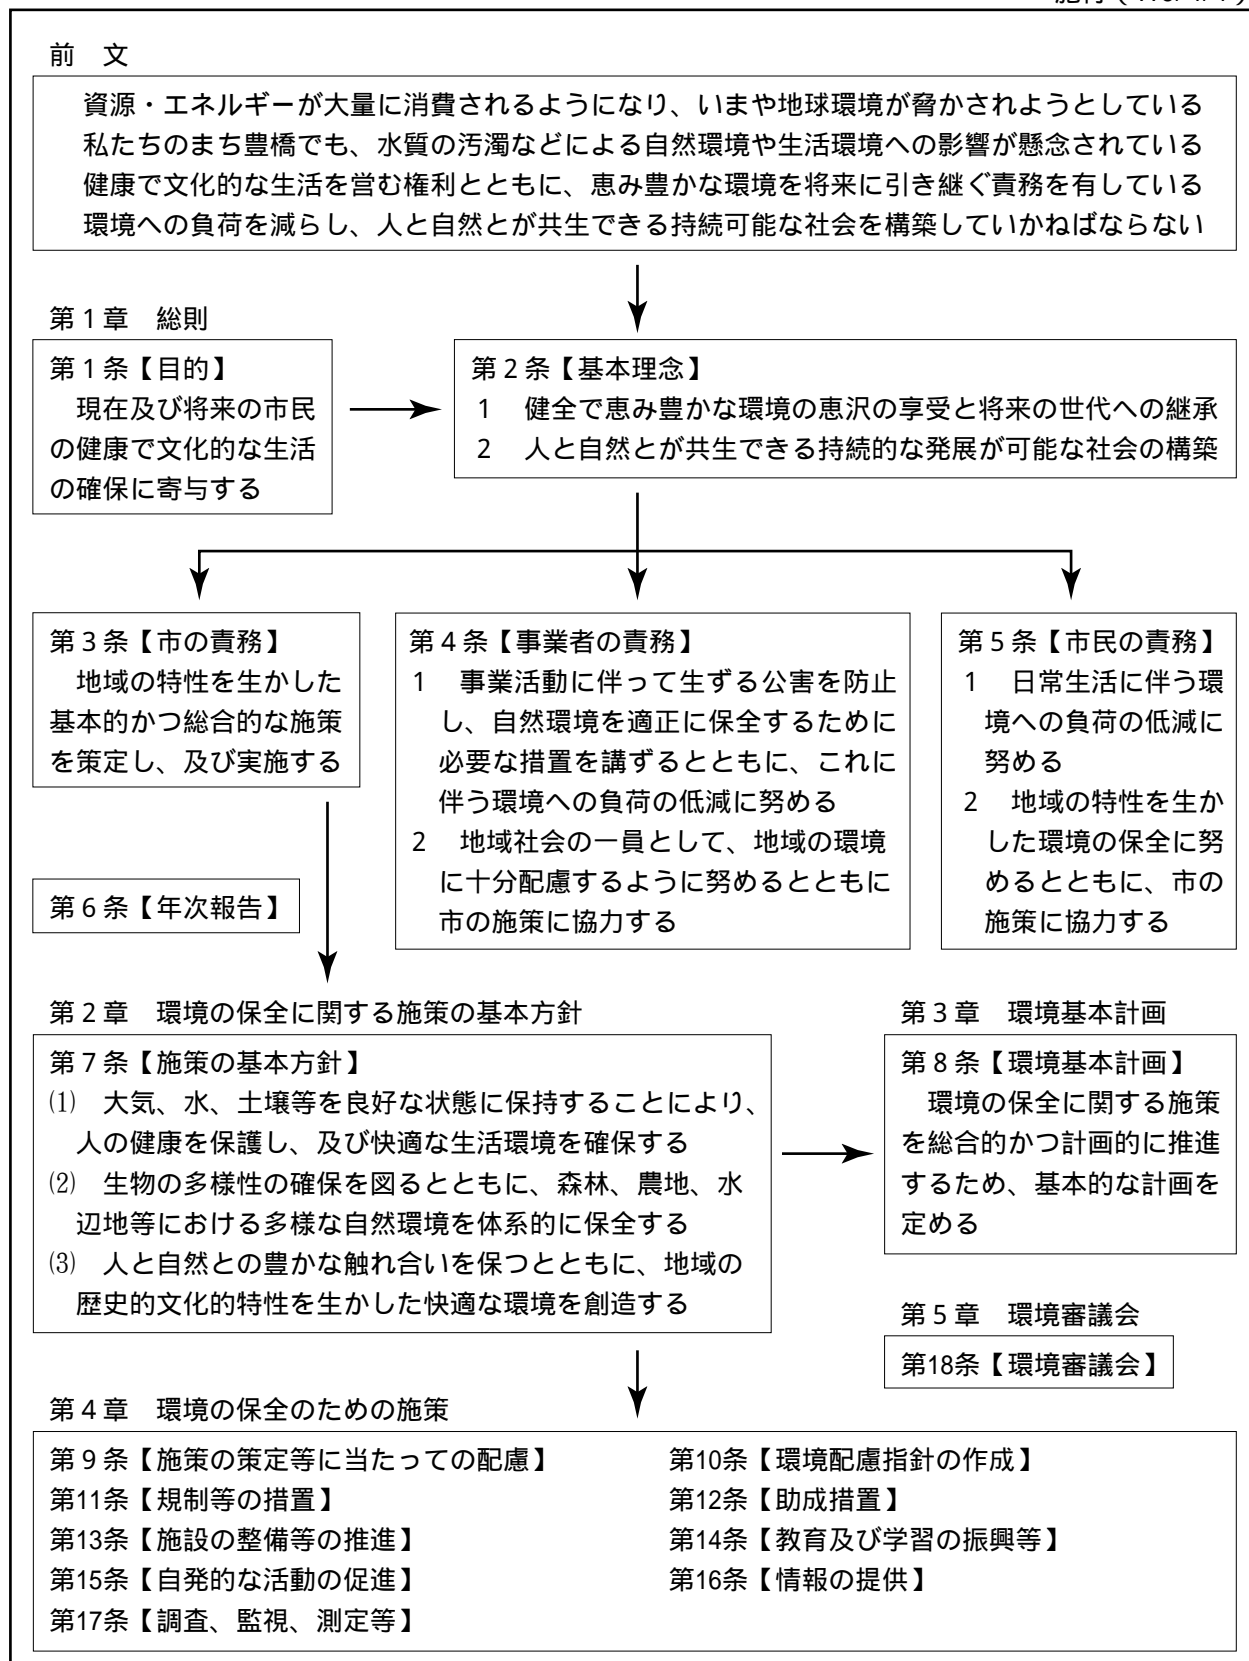 前　文
資源・エネルギーが大量に消費されるようになり、いまや地球環境が脅かされようとしている
私たちのまち豊橋でも、水質の汚濁などによる自然環境や生活環境への影響が懸念されている
健康で文化的な生活を営む権利とともに、恵み豊かな環境を将来に引き継ぐ責務を有している
環境への負荷を減らし、人と自然とが共生できる持続可能な社会を構築していかねばならない
第1章　総則
第1条【目的】
現在及び将来の市民
の健康で文化的な生活
の確保に寄与する
第2条【基本理念】
1　健全で恵み豊かな環境の恵沢の享受と将来の世代への継承
2　人と自然とが共生できる持続的な発展が可能な社会の構築
第3条【市の責務】
地域の特性を生かした
基本的かつ総合的な施策
を策定し、及び実施する
第4条【事業者の責務】
1　事業活動に伴って生ずる公害を防止
し、自然環境を適正に保全するために
必要な措置を講ずるとともに、これに
伴う環境への負荷の低減に努める
2　地域社会の一員として、地域の環境
に十分配慮するように努めるとともに
市の施策に協力する
第5条【市民の責務】
1　日常生活に伴う環
境への負荷の低減に
努める
2　地域の特性を生か
した環境の保全に努
めるとともに、市の
施策に協力する
第6条【年次報告】
第2章　環境の保全に関する施策の基本方針
第7条【施策の基本方針】
⑴　大気、水、土壌等を良好な状態に保持することにより、
人の健康を保護し、及び快適な生活環境を確保する
⑵　生物の多様性の確保を図るとともに、森林、農地、水
辺地等における多様な自然環境を体系的に保全する
⑶　人と自然との豊かな触れ合いを保つとともに、地域の
歴史的文化的特性を生かした快適な環境を創造する
第3章　環境基本計画
第8条【環境基本計画】
環境の保全に関する施策
を総合的かつ計画的に推進
するため、基本的な計画を
定める
第5章　環境審議会
第18条【環境審議会】
第4章　環境の保全のための施策
第9条【施策の策定等に当たっての配慮】
第10条【環境配慮指針の作成】
第11条【規制等の措置】
第12条【助成措置】
第13条【施設の整備等の推進】
第14条【教育及び学習の振興等】
第15条【自発的な活動の促進】
第16条【情報の提供】
第17条【調査、監視、測定等】